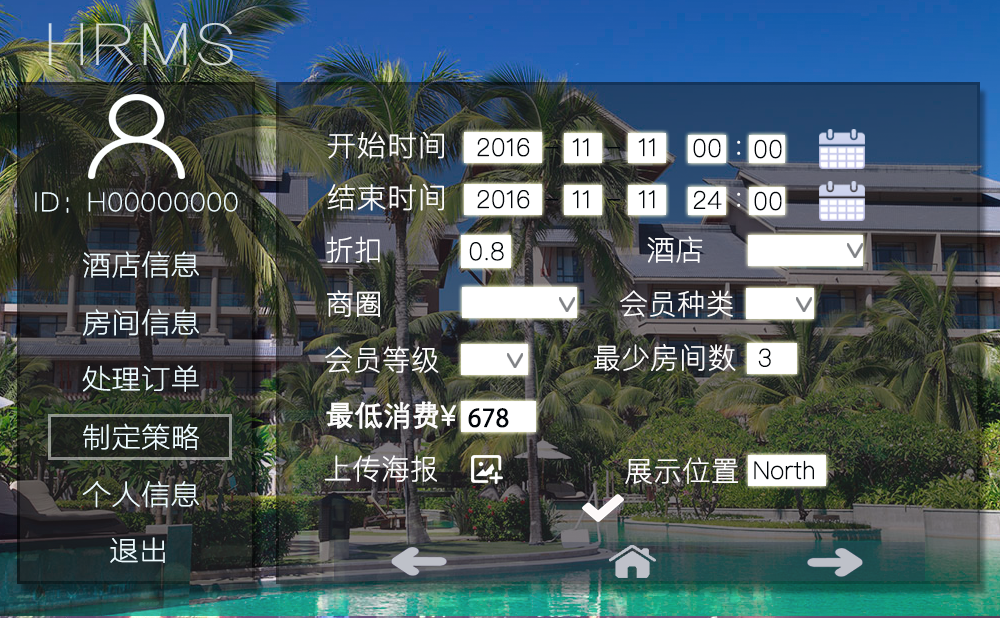 HRMS
ID：H00000000
酒店信息
房间信息
处理订单
制定策略
个人信息
退出
开始时间 2016 - 11 - 11 00 : 00
结束时间 2016 - 11 - 11 24 : 00
折扣 0.8 酒店
商圈 会员种类
会员等级 最少房间数 3
最低消费¥ 678
上传海报 展示位置 North